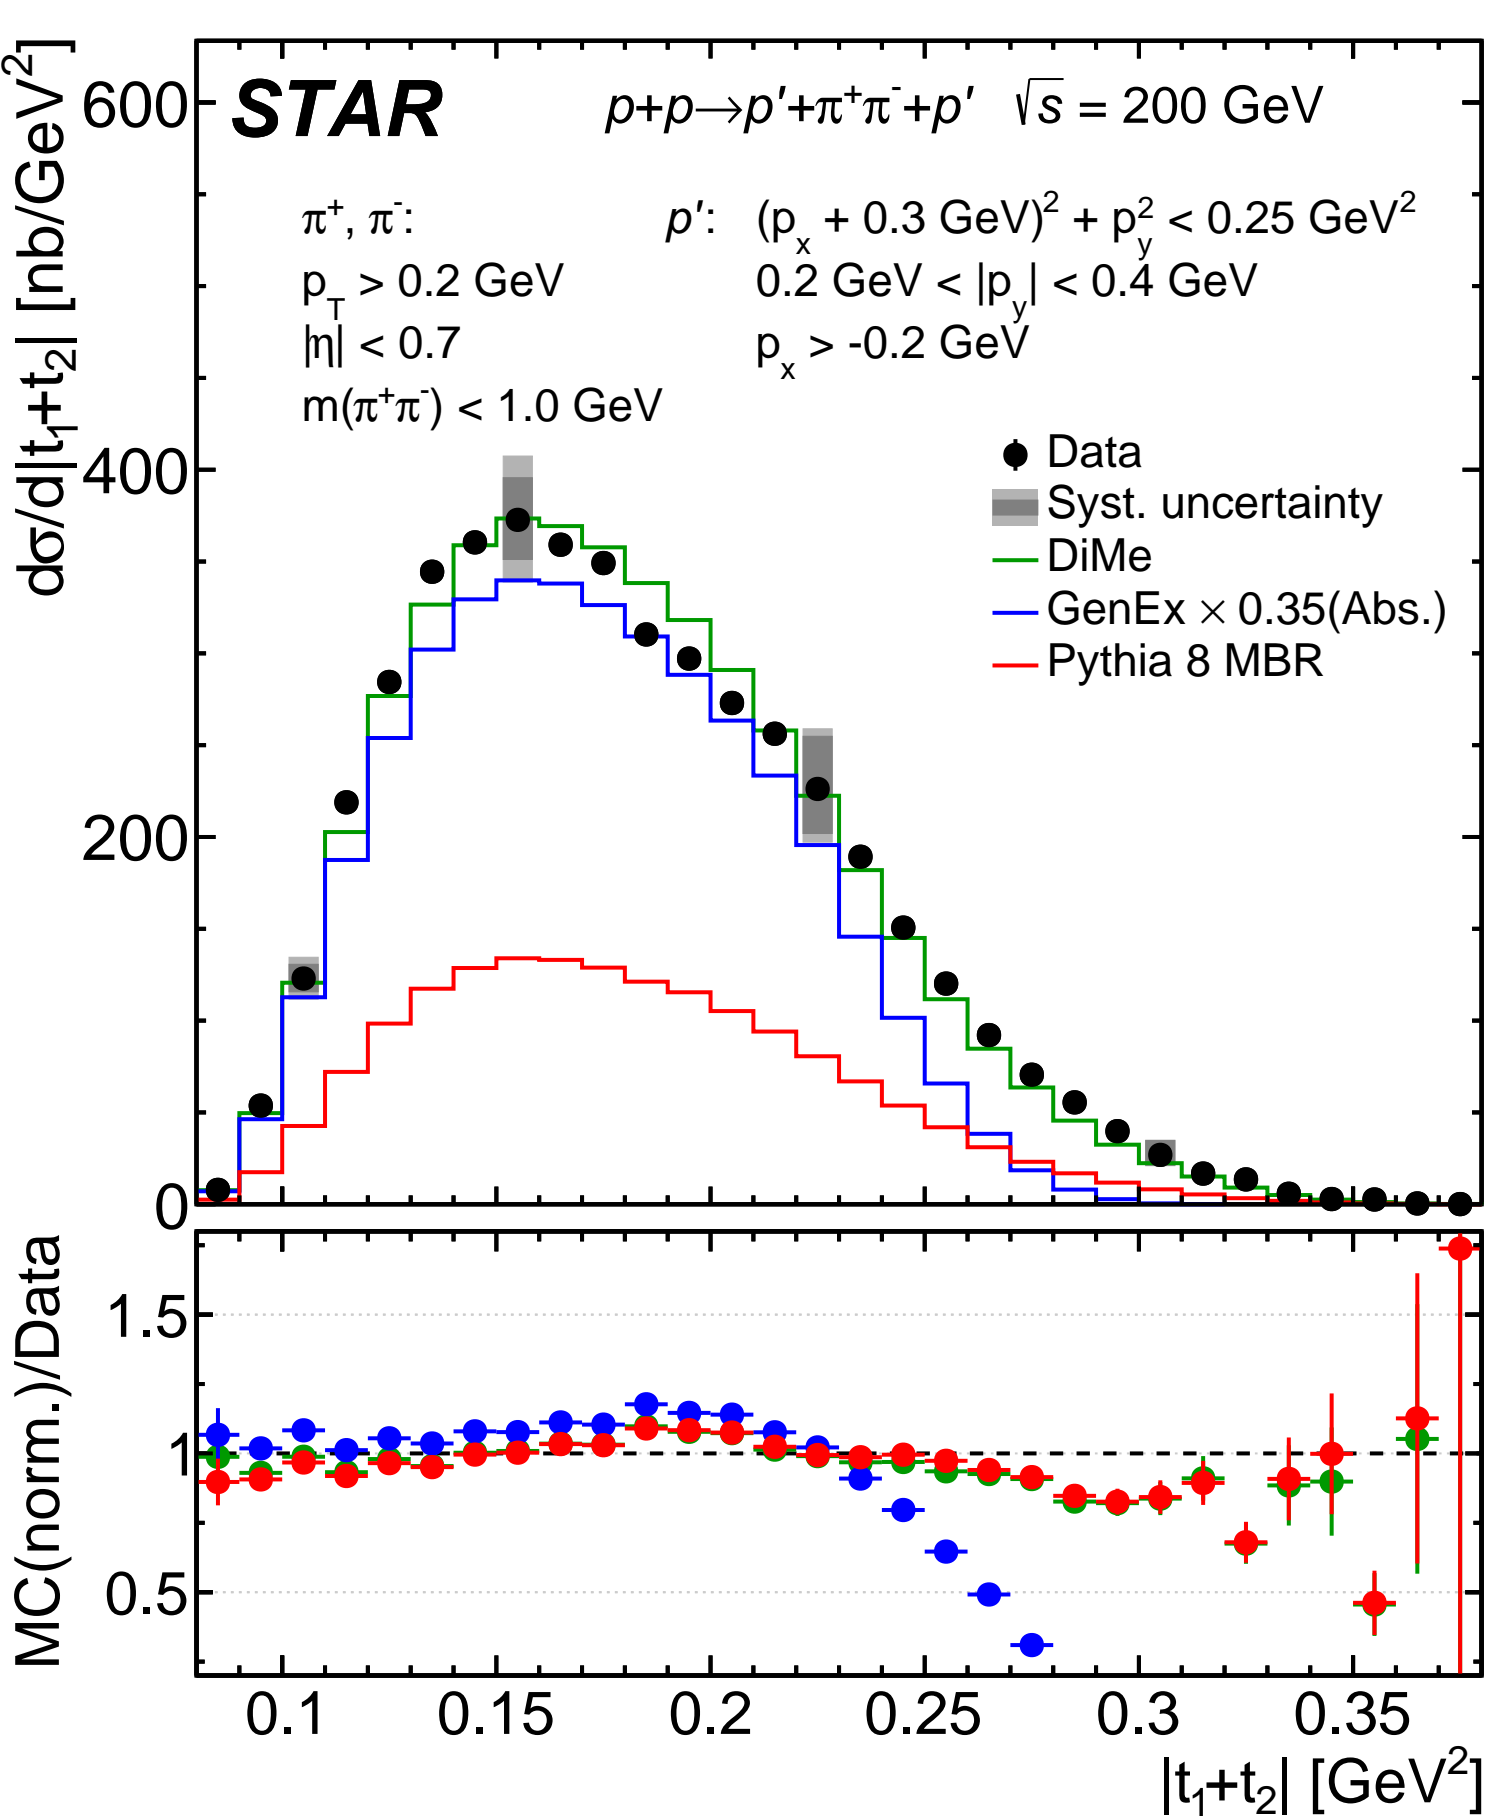 STAR p+p→p′+π⁺π⁻+p′ √s = 200 GeV
π⁺, π⁻: p′: (pₓ + 0.3 GeV)² + p_y² < 0.25 GeV²
p_T > 0.2 GeV 0.2 GeV < |p_y| < 0.4 GeV
|η| < 0.7 pₓ > -0.2 GeV
m(π⁺π⁻) < 1.0 GeV
Data
Syst. uncertainty
DiMe
GenEx × 0.35(Abs.)
Pythia 8 MBR
dσ/d|t₁+t₂| [nb/GeV²]
600
400
200
0
MC(norm.)/Data
1.5
1
0.5
0.1 0.15 0.2 0.25 0.3 0.35
|t₁+t₂| [GeV²]